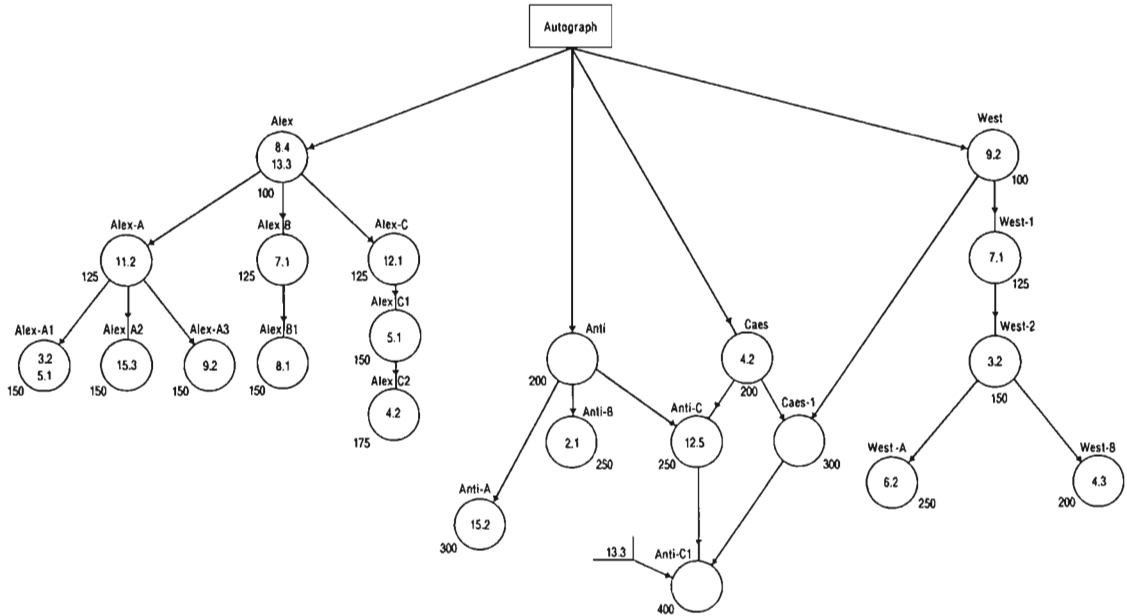 Autograph
Alex
8.4
13.3
100
West
9.2
100
Alex-A
11.2
125
Alex B
7.1
125
Alex-C
12.1
125
West-1
7.1
125
Alex-A1
3.2
5.1
150
Alex A2
15.3
150
Alex-A3
9.2
150
Alex B1
8.1
150
Alex C1
5.1
150
Alex C2
4.2
175
Anti
200
Caes
4.2
200
West-2
3.2
150
Anti-B
2.1
250
Anti-C
12.5
250
Caes-1
300
West-A
6.2
250
West-B
4.3
200
Anti-A
15.2
300
13.3
Anti-C1
400